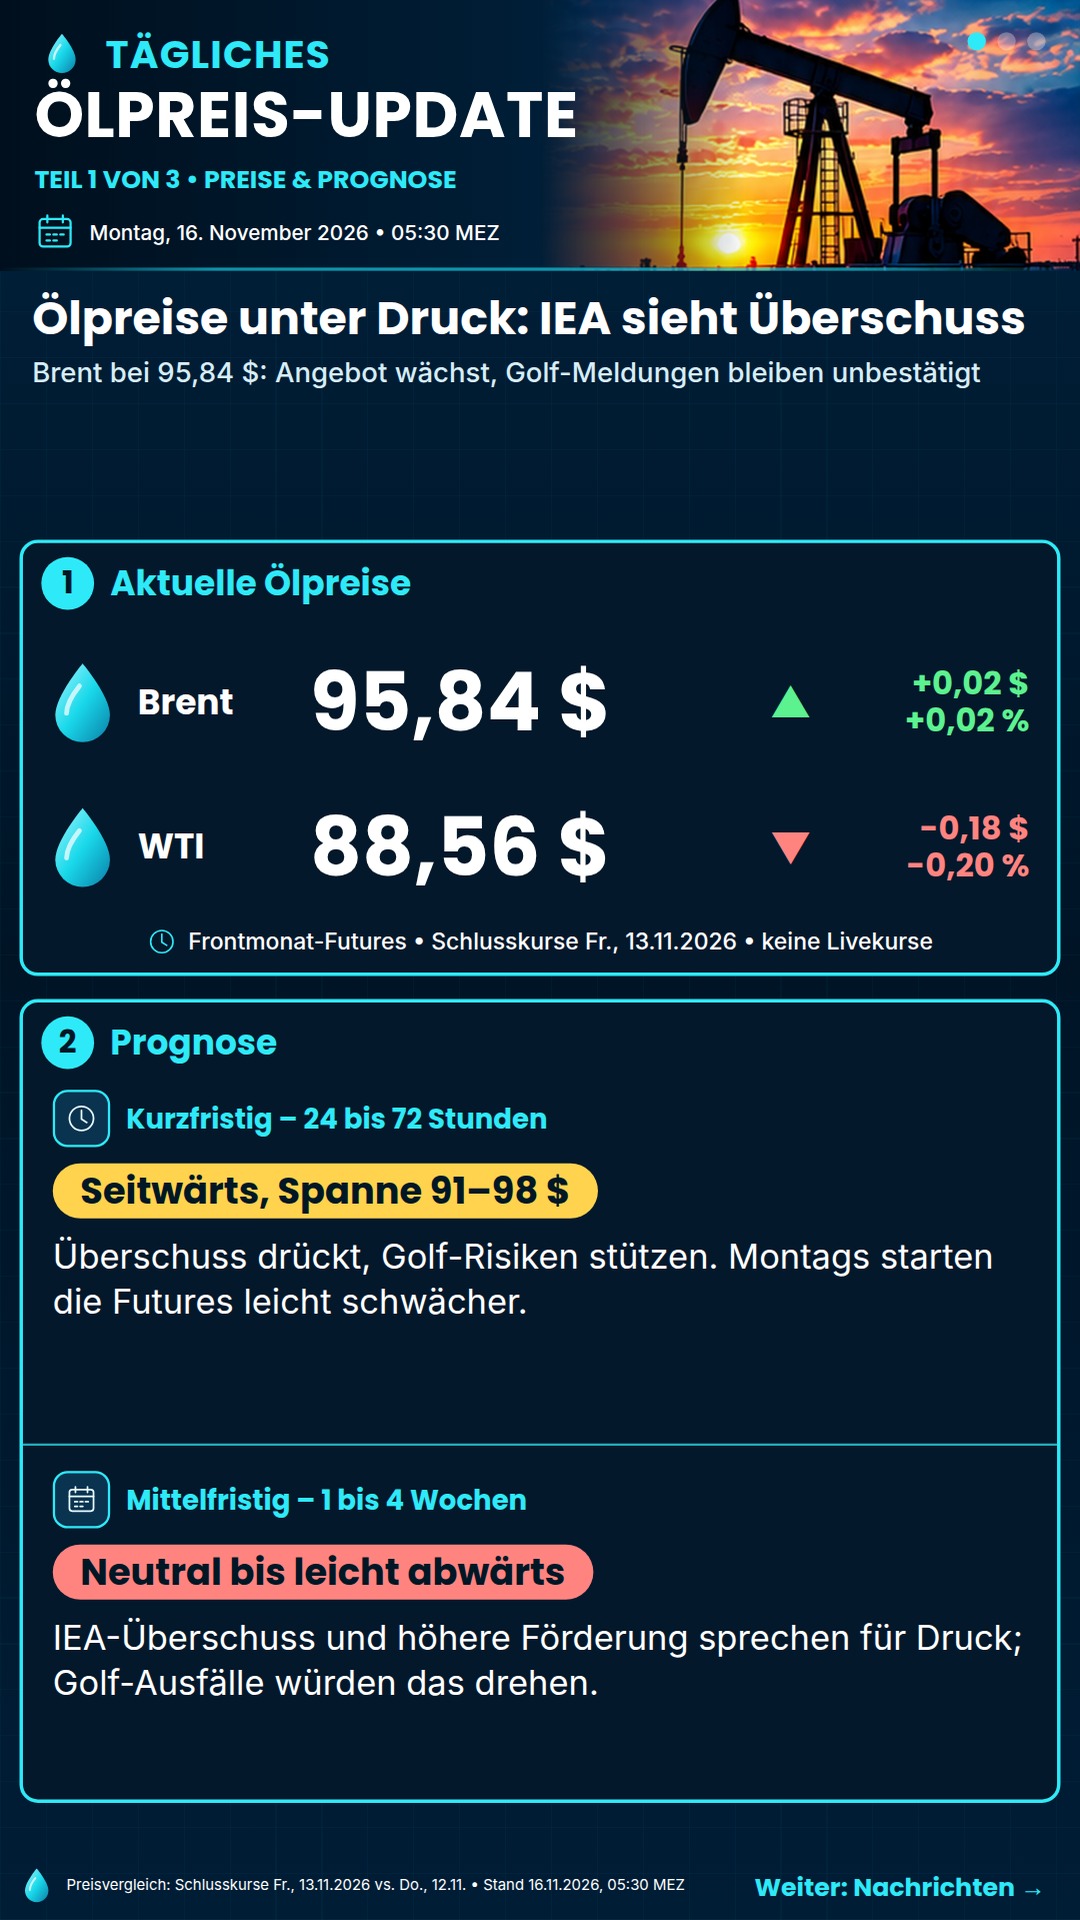 TÄGLICHES
ÖLPREIS-UPDATE
TEIL 1 VON 3 • PREISE & PROGNOSE
Montag, 16. November 2026 • 05:30 MEZ
Ölpreise unter Druck: IEA sieht Überschuss
Brent bei 95,84 $: Angebot wächst, Golf-Meldungen bleiben unbestätigt
1 Aktuelle Ölpreise
Brent 95,84 $ ▲ +0,02 $
+0,02 %
WTI 88,56 $ ▼ −0,18 $
−0,20 %
Frontmonat-Futures • Schlusskurse Fr., 13.11.2026 • keine Livekurse
2 Prognose
Kurzfristig – 24 bis 72 Stunden
Seitwärts, Spanne 91–98 $
Überschuss drückt, Golf-Risiken stützen. Montags starten
die Futures leicht schwächer.
Mittelfristig – 1 bis 4 Wochen
Neutral bis leicht abwärts
IEA-Überschuss und höhere Förderung sprechen für Druck;
Golf-Ausfälle würden das drehen.
Preisvergleich: Schlusskurse Fr., 13.11.2026 vs. Do., 12.11. • Stand 16.11.2026, 05:30 MEZ
Weiter: Nachrichten →